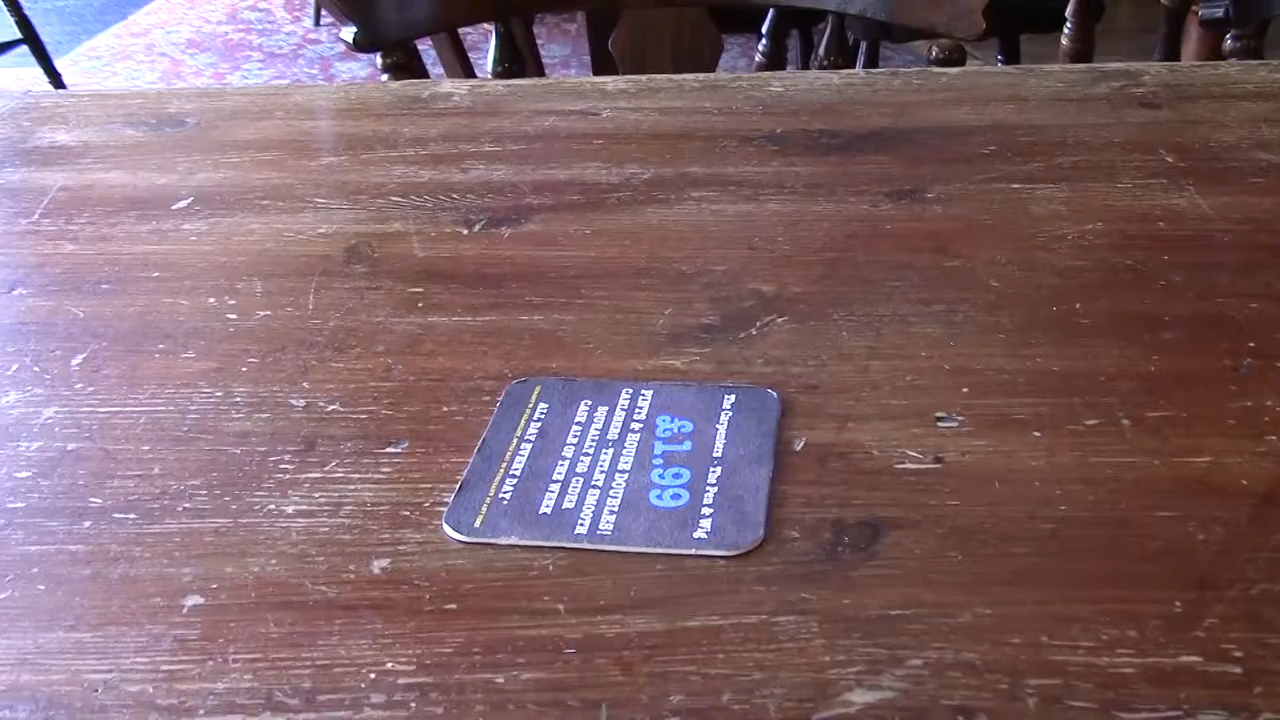 The Carpenters - The Pen & Wig
£1.99
PINTS & HOUSE DOUBLES!
CARLSBERG - TETLEY SMOOTH
SQUEALLY PIG CIDER
CASK ALE OF THE WEEK
ALL DAY EVERY DAY*